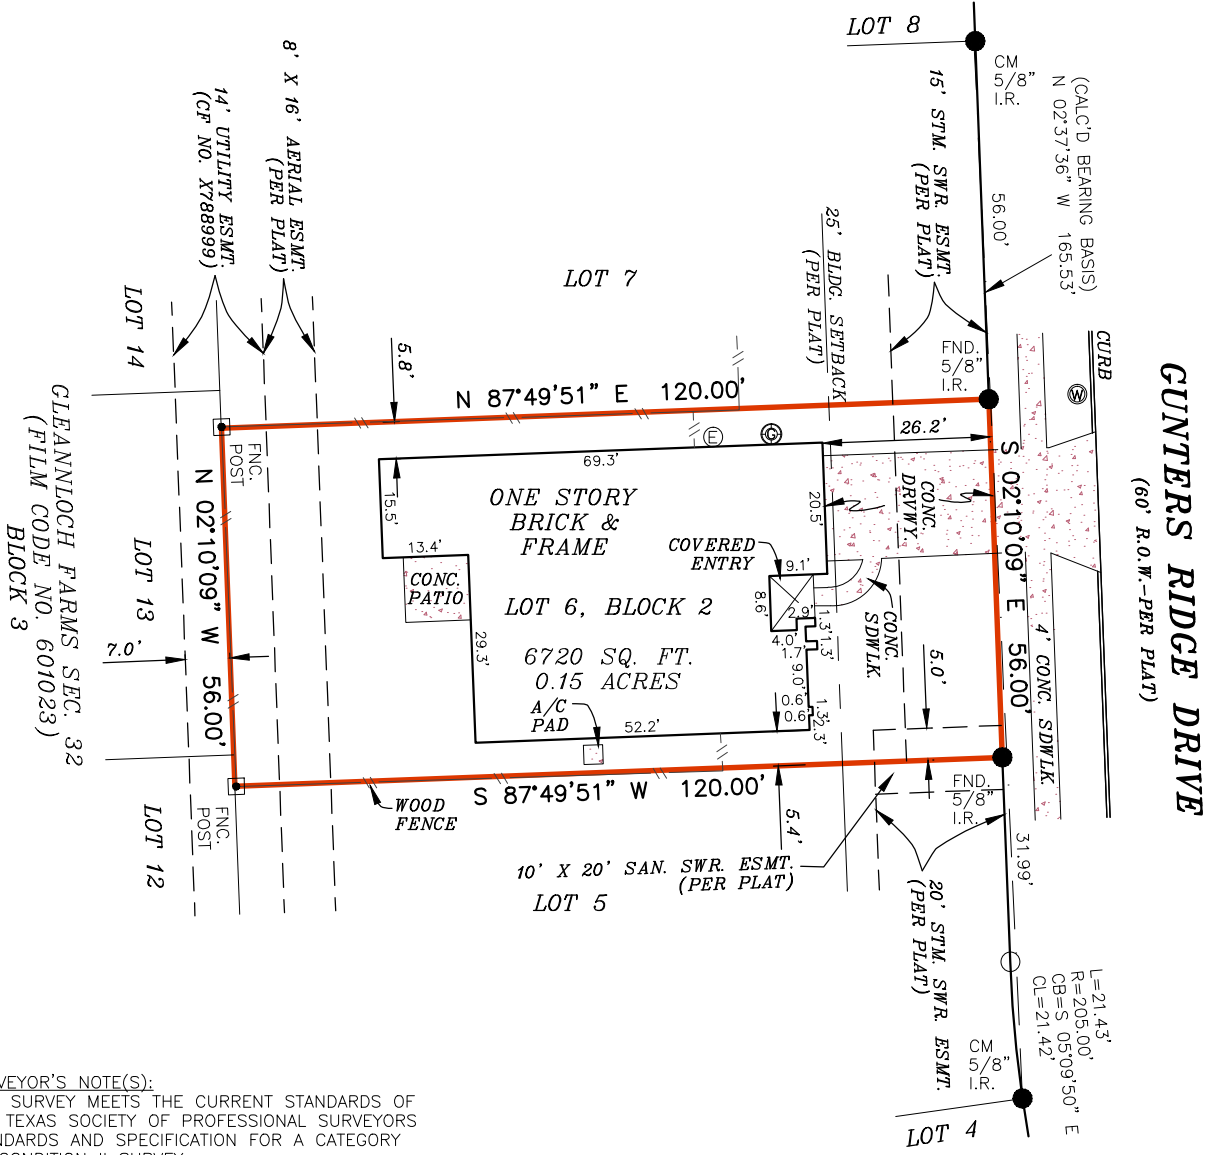 LOT 8
CM
5/8"
I.R.
(CALC'D BEARING BASIS)
N 02°37'36" W 165.53'
56.00'
15' STM. SWR. ESMT.
(PER PLAT)
25' BLDG. SETBACK
(PER PLAT)
8' X 16' AERIAL ESMT.
(PER PLAT)
14' UTILITY ESMT.
(CF NO. X788999)
LOT 14
LOT 7
CURB
W
GUNTERS RIDGE DRIVE
(60' R.O.W.-PER PLAT)
FND.
5/8"
I.R.
5.8'
N 87°49'51" E 120.00'
E
G
26.2'
S 02°10'09" E 56.00'
FNC.
POST
N 02°10'09" W 56.00'
69.3'
15.5'
20.5'
ONE STORY
BRICK &
FRAME
CONC.
DRVWY.
COVERED
ENTRY
13.4'
CONC.
PATIO
9.1'
8.6'
2.9'
4.0'
1.3'
1.3'
1.7'
9.0'
0.6'
0.6'
1.3'
2.3'
CONC.
SDWLK.
4' CONC. SDWLK
LOT 6, BLOCK 2
6720 SQ. FT.
0.15 ACRES
29.3'
A/C
PAD
52.2'
5.0'
GLEANNLOCH FARMS SEC. 32
(FILM CODE NO. 601023)
BLOCK 3
LOT 13
7.0'
LOT 12
FNC.
POST
WOOD
FENCE
S 87°49'51" W 120.00'
5.4'
FND.
5/8"
I.R.
31.99'
10' X 20' SAN. SWR. ESMT.
(PER PLAT)
LOT 5
20' STM. SWR. ESMT.
(PER PLAT)
L=21.43'
R=205.00'
CB=S 05°09'50" E
CL=21.42'
CM
5/8"
I.R.
LOT 4
VEYOR'S NOTE(S):
SURVEY MEETS THE CURRENT STANDARDS OF
TEXAS SOCIETY OF PROFESSIONAL SURVEYORS
NDARDS AND SPECIFICATION FOR A CATEGORY